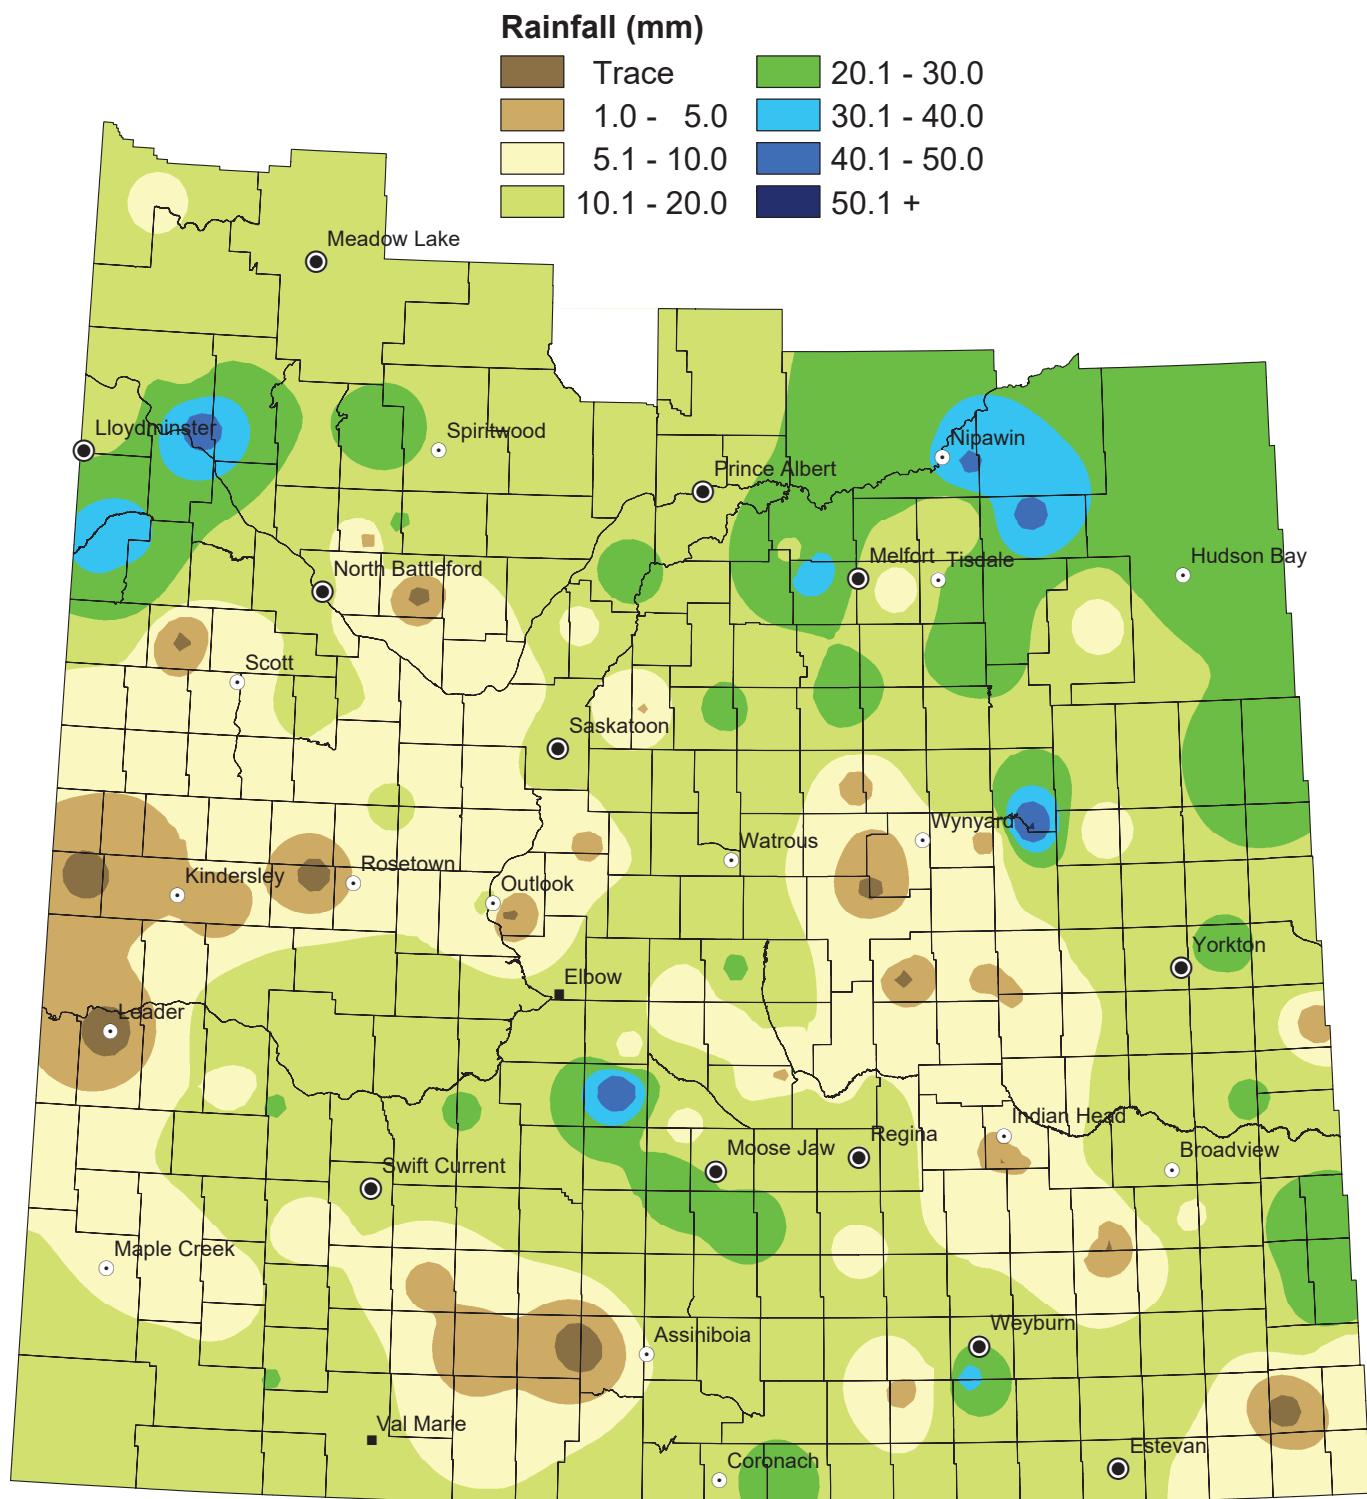 Rainfall (mm)
Trace
20.1 - 30.0
1.0 - 5.0
30.1 - 40.0
5.1 - 10.0
40.1 - 50.0
10.1 - 20.0
50.1 +
Meadow Lake
Lloydminster
Spiritwood
Nipawin
Prince Albert
Melfort
Tisdale
Hudson Bay
North Battleford
Scott
Saskatoon
Wynyard
Watrous
Rosetown
Kindersley
Outlook
Yorkton
Elbow
Leader
Indian Head
Regina
Moose Jaw
Broadview
Swift Current
Maple Creek
Weyburn
Assiniboia
Val Marie
Estevan
Coronach